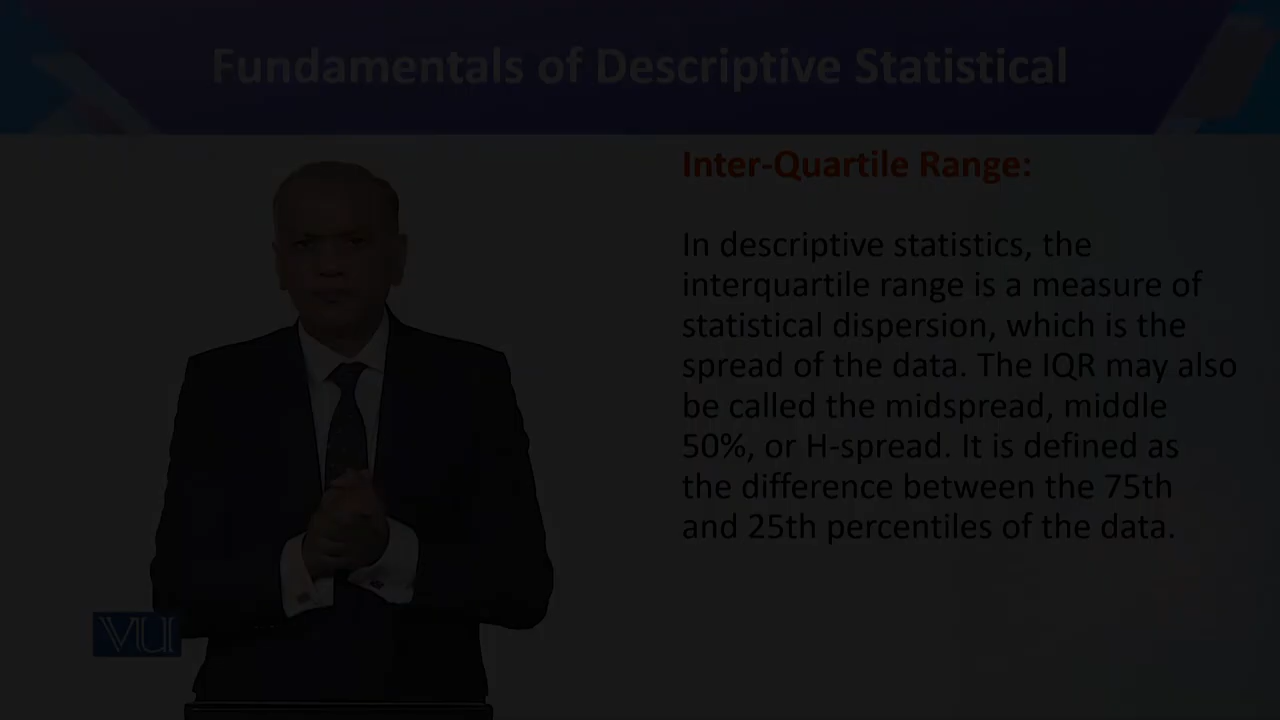 Fundamentals of Descriptive Statistical
Inter-Quartile Range:
In descriptive statistics, the
interquartile range is a measure of
statistical dispersion, which is the
spread of the data. The IQR may also
be called the midspread, middle
50%, or H-spread. It is defined as
the difference between the 75th
and 25th percentiles of the data.
VU